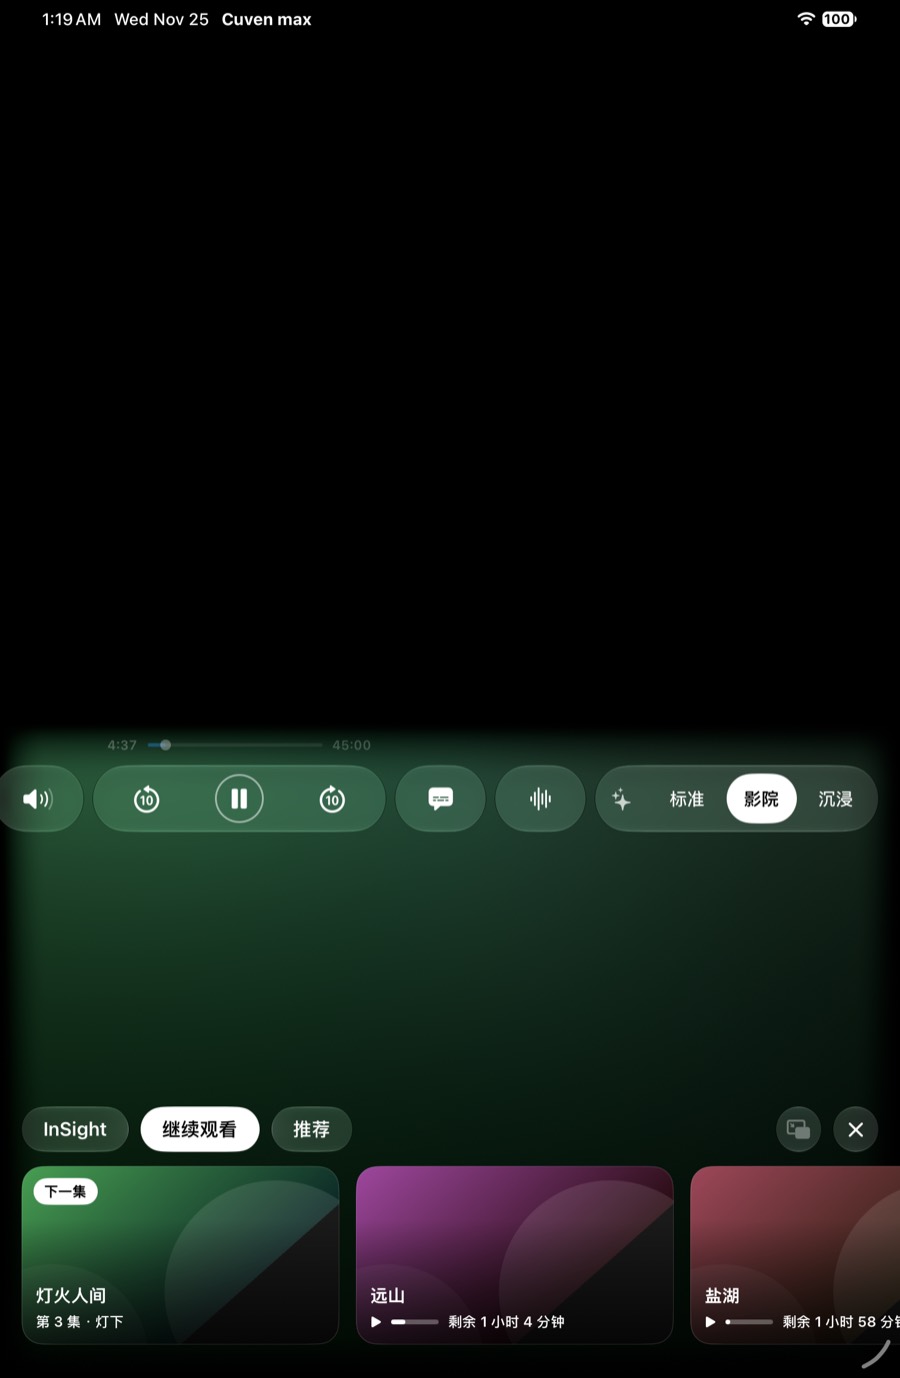 1:19 AM Wed Nov 25 Cuven max 100
4:37 45:00
10 10 标准 影院 沉浸
InSight 继续观看 推荐
下一集
灯火人间
第 3 集 · 灯下
远山
剩余 1 小时 4 分钟
盐湖
剩余 1 小时 58 分